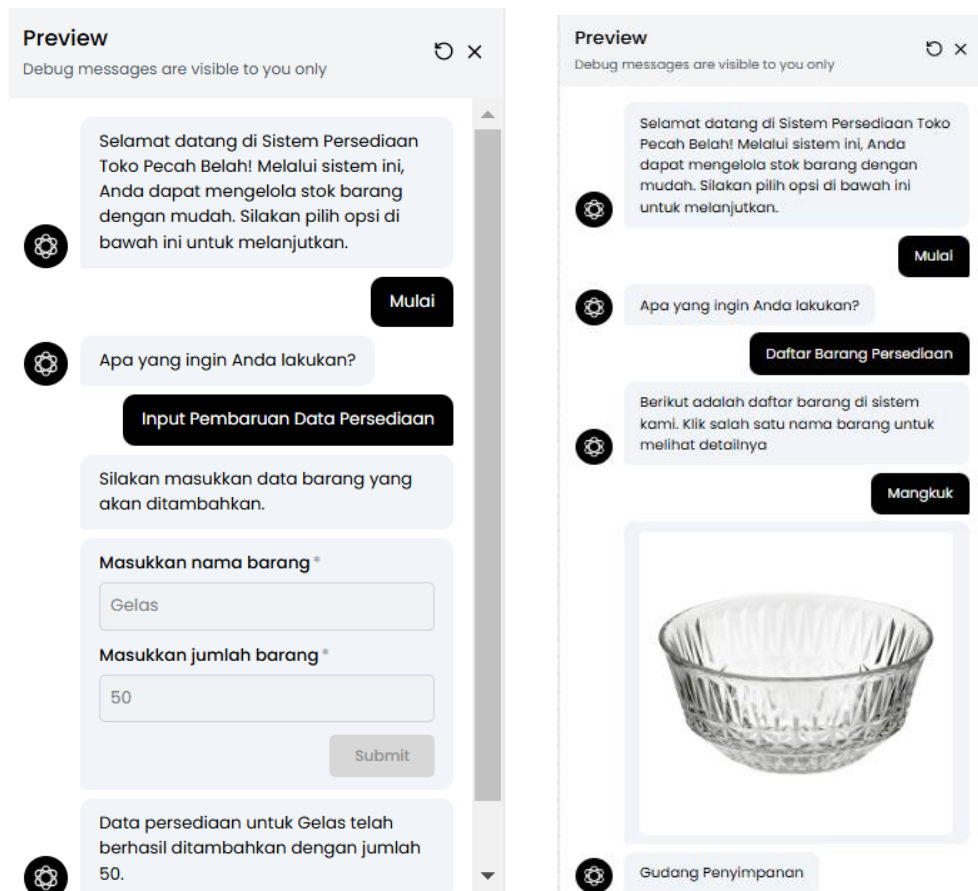 Preview
Debug messages are visible to you only
Selamat datang di Sistem Persediaan
Toko Pecah Belah! Melalui sistem ini,
Anda dapat mengelola stok barang
dengan mudah. Silakan pilih opsi di
bawah ini untuk melanjutkan.
Mulai
Apa yang ingin Anda lakukan?
Input Pembaruan Data Persediaan
Silakan masukkan data barang yang
akan ditambahkan.
Masukkan nama barang*
Gelas
Masukkan jumlah barang*
50
Submit
Data persediaan untuk Gelas telah
berhasil ditambahkan dengan jumlah
50.
Preview
Debug messages are visible to you only
Selamat datang di Sistem Persediaan Toko
Pecah Belah! Melalui sistem ini, Anda
dapat mengelola stok barang dengan
mudah. Silakan pilih opsi di bawah ini
untuk melanjutkan.
Mulai
Apa yang ingin Anda lakukan?
Daftar Barang Persediaan
Berikut adalah daftar barang di sistem
kami. Klik salah satu nama barang untuk
melihat detailnya
Mangkuk
Gudang Penyimpanan